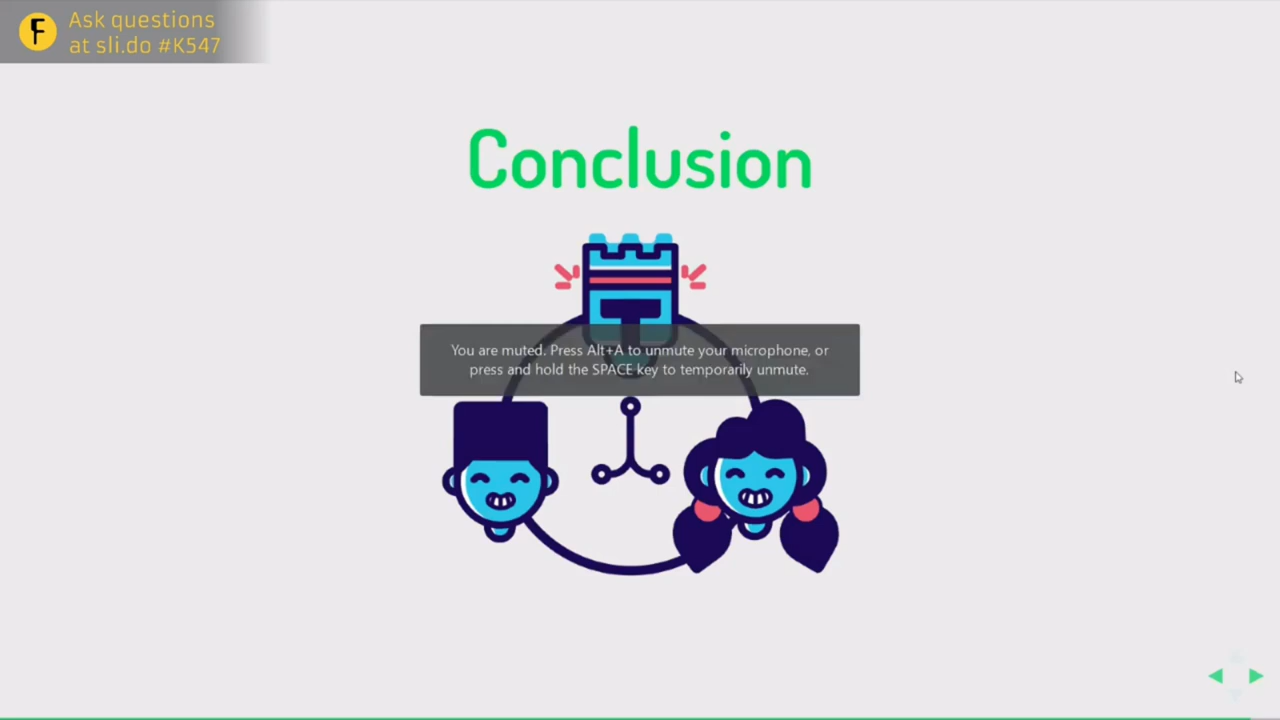 F
Ask questions
at sli.do #K547
Conclusion
You are muted. Press Alt+A to unmute your microphone, or
press and hold the SPACE key to temporarily unmute.